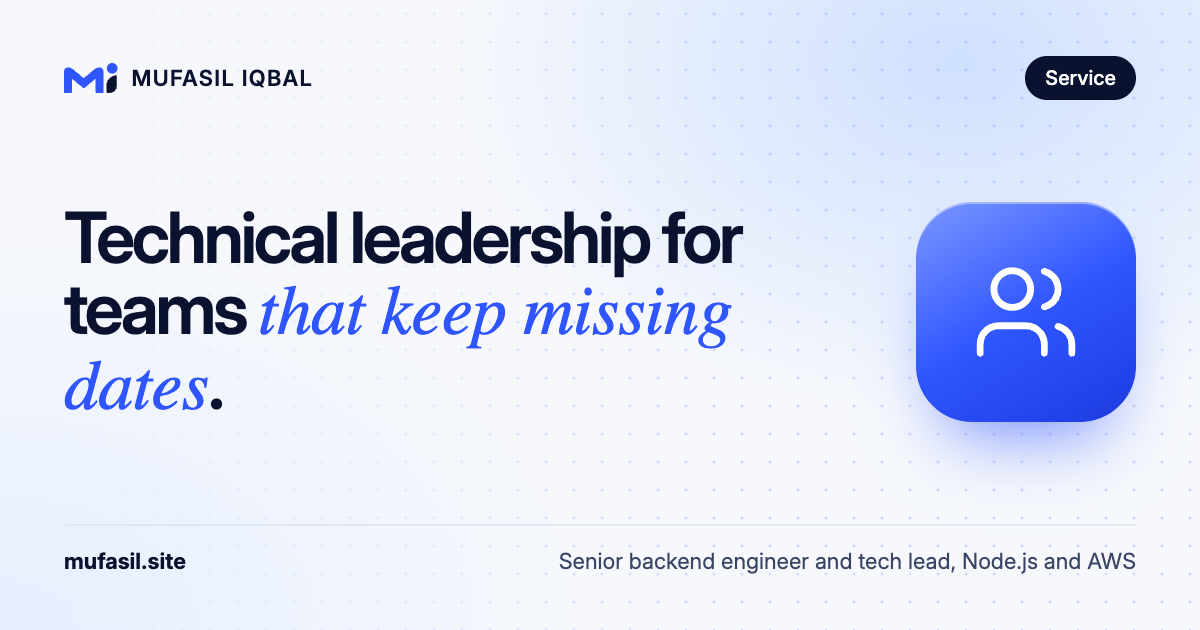 MUFASIL IQBAL
Service
Technical leadership for
teams that keep missing
dates.
mufasil.site
Senior backend engineer and tech lead, Node.js and AWS